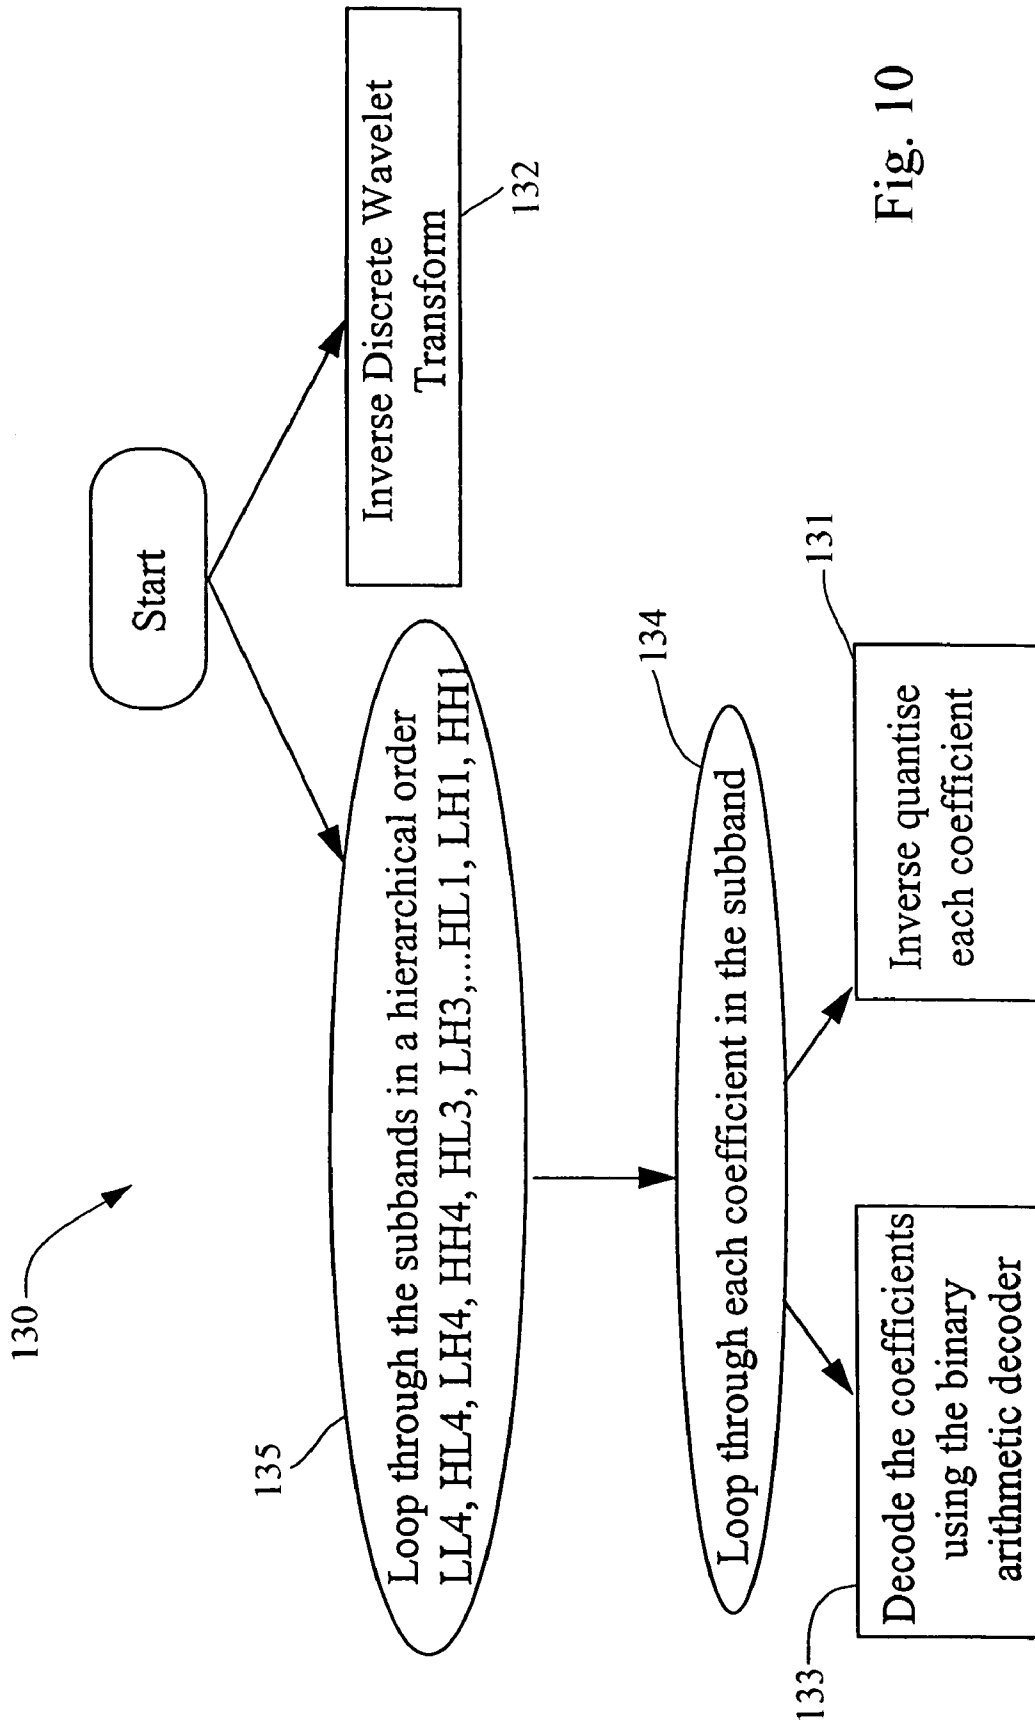 130
Start
135
Loop through the subbands in a hierarchical order
LL4, HL4, LH4, HH4, HL3, LH3,...HL1, LH1, HH1
Inverse Discrete Wavelet
Transform
132
134
Loop through each coefficient in the subband
133
Decode the coefficients
using the binary
arithmetic decoder
131
Inverse quantise
each coefficient
Fig. 10